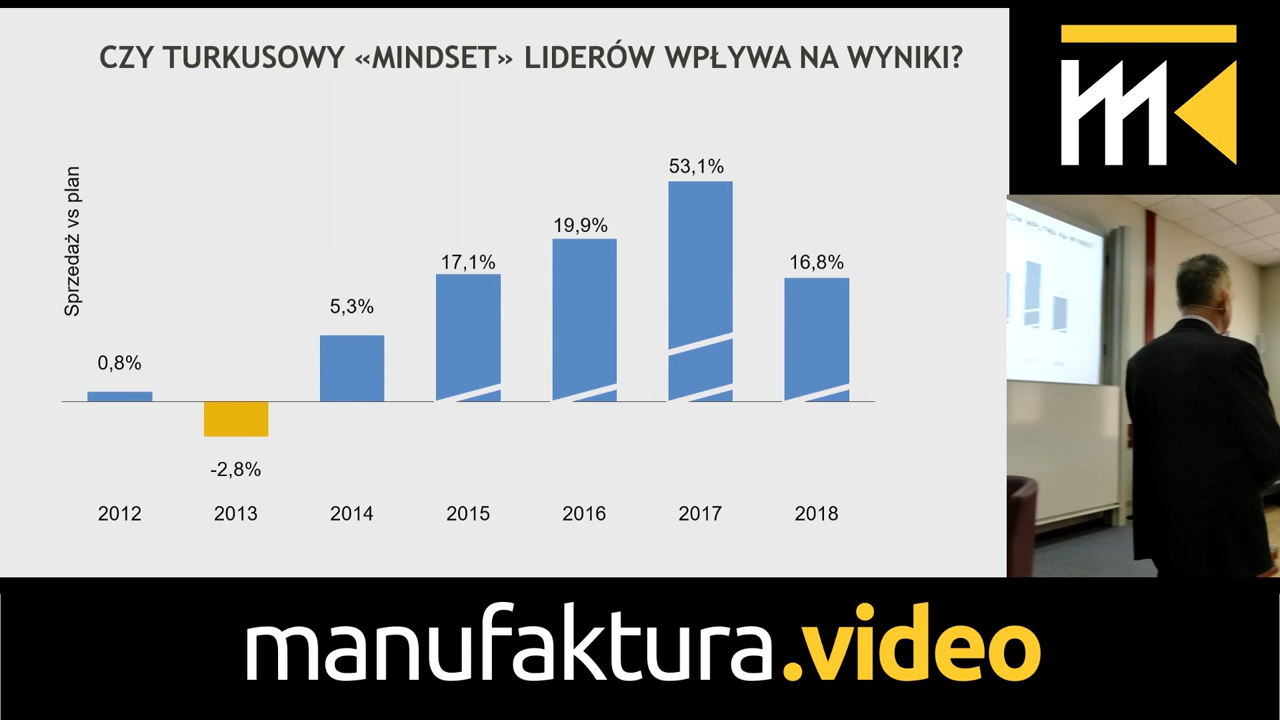 CZY TURKUSOWY «MINDSET» LIDERÓW WPŁYWA NA WYNIKI?
Sprzedaż vs plan
0,8%
-2,8%
5,3%
17,1%
19,9%
53,1%
16,8%
2012 2013 2014 2015 2016 2017 2018
manufaktura.video